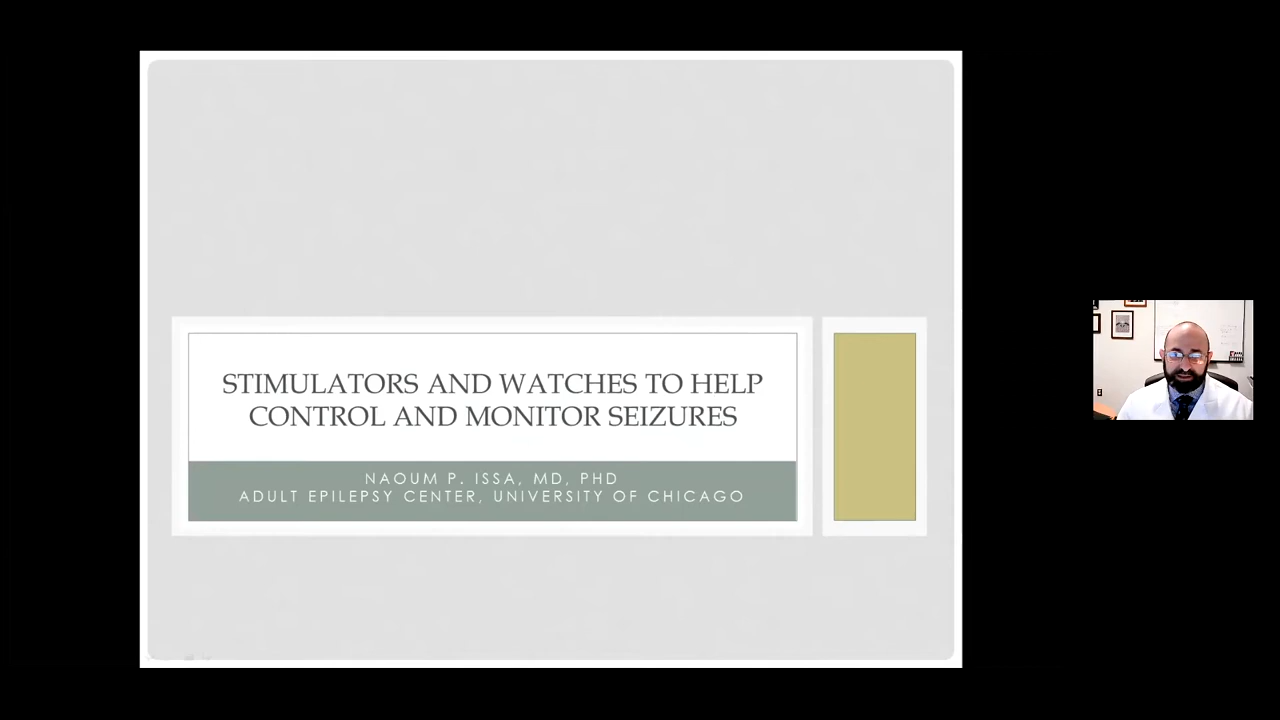 STIMULATORS AND WATCHES TO HELP
CONTROL AND MONITOR SEIZURES
NAOUM P. ISSA, MD, PHD
ADULT EPILEPSY CENTER, UNIVERSITY OF CHICAGO